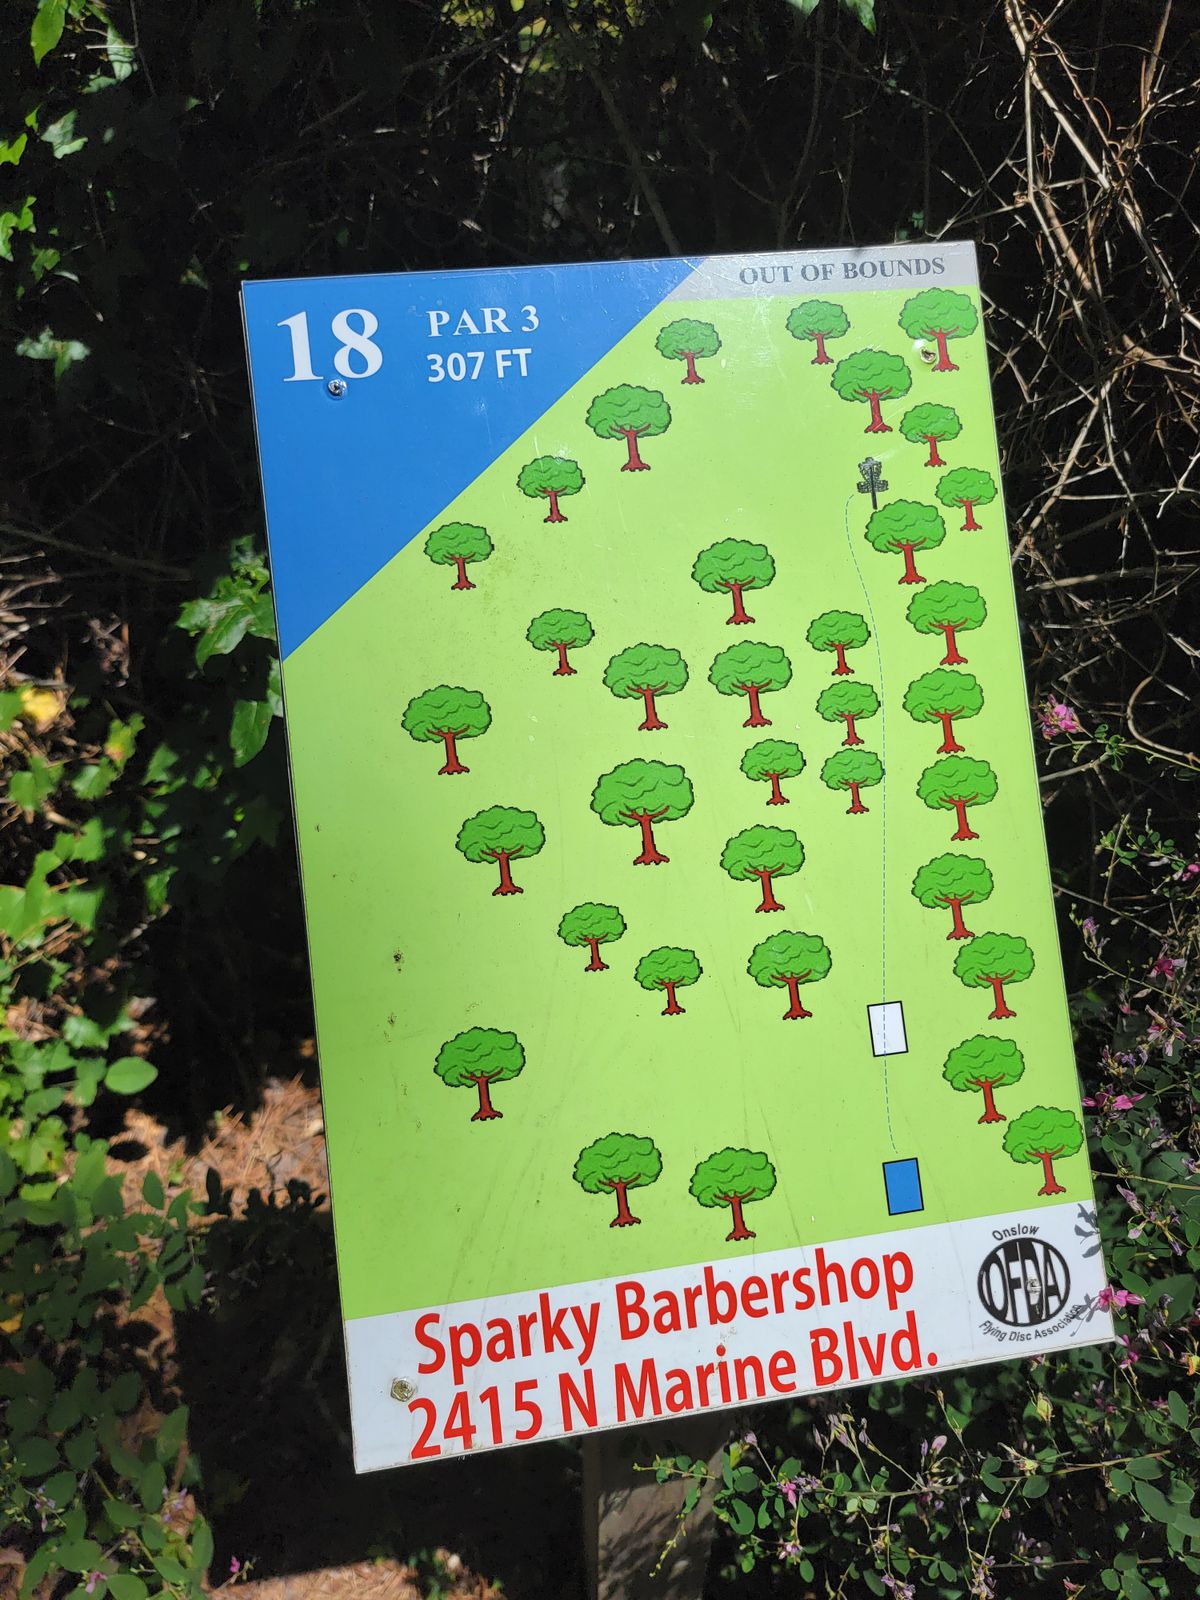 OUT OF BOUNDS
18
PAR 3
307 FT
Sparky Barbershop
2415 N Marine Blvd.
Onslow
OFDA
Flying Disc Association